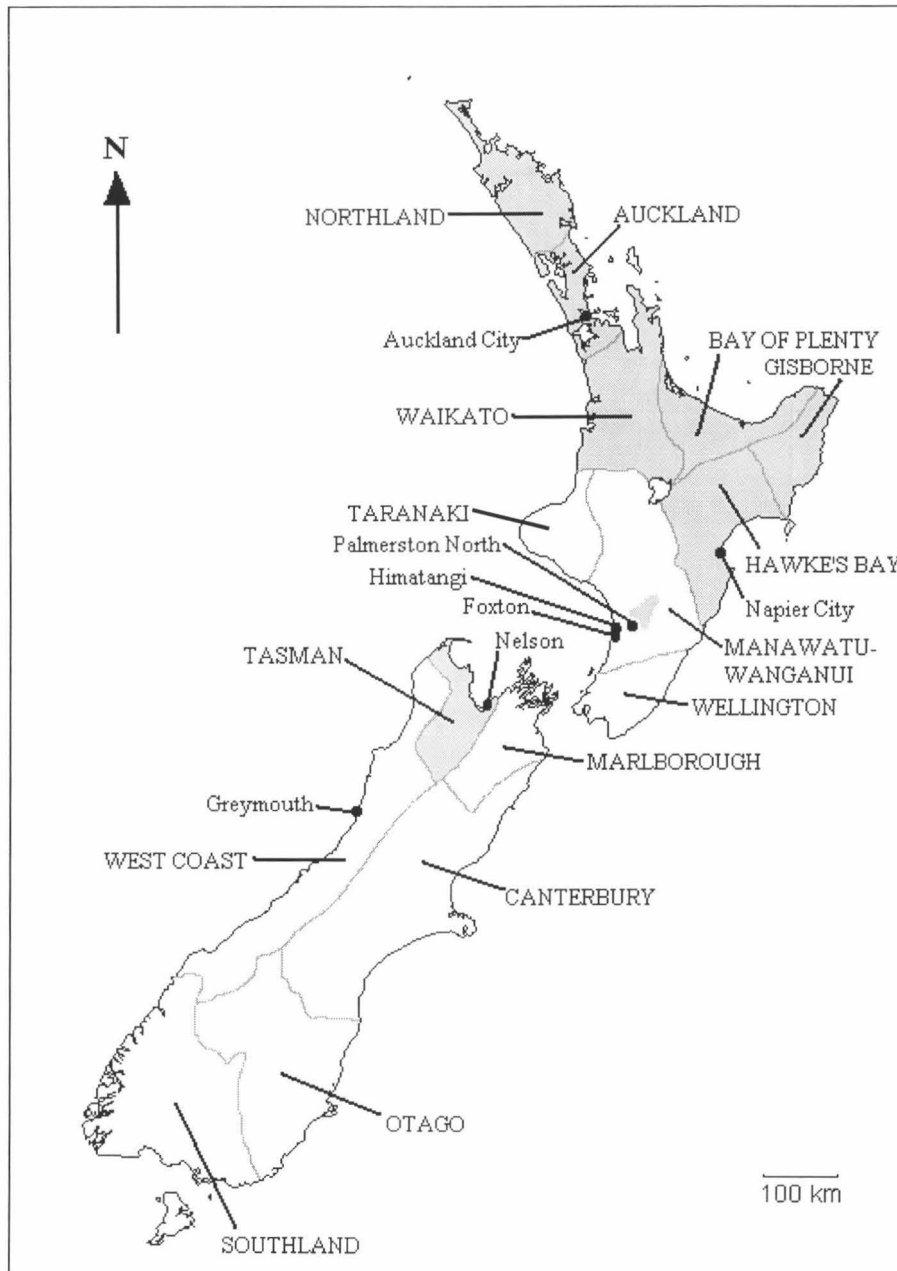 N
NORTHLAND
AUCKLAND
Auckland City
BAY OF PLENTY
GISBORNE
WAIKATO
TARANAKI
Palmerston North
Himatangi
HAWKE'S BAY
Foxton
Napier City
Nelson
TASMAN
MANAWATU-
WANGANUI
WELLINGTON
MARLBOROUGH
Greymouth
WEST COAST
CANTERBURY
OTAGO
100 km
SOUTHLAND